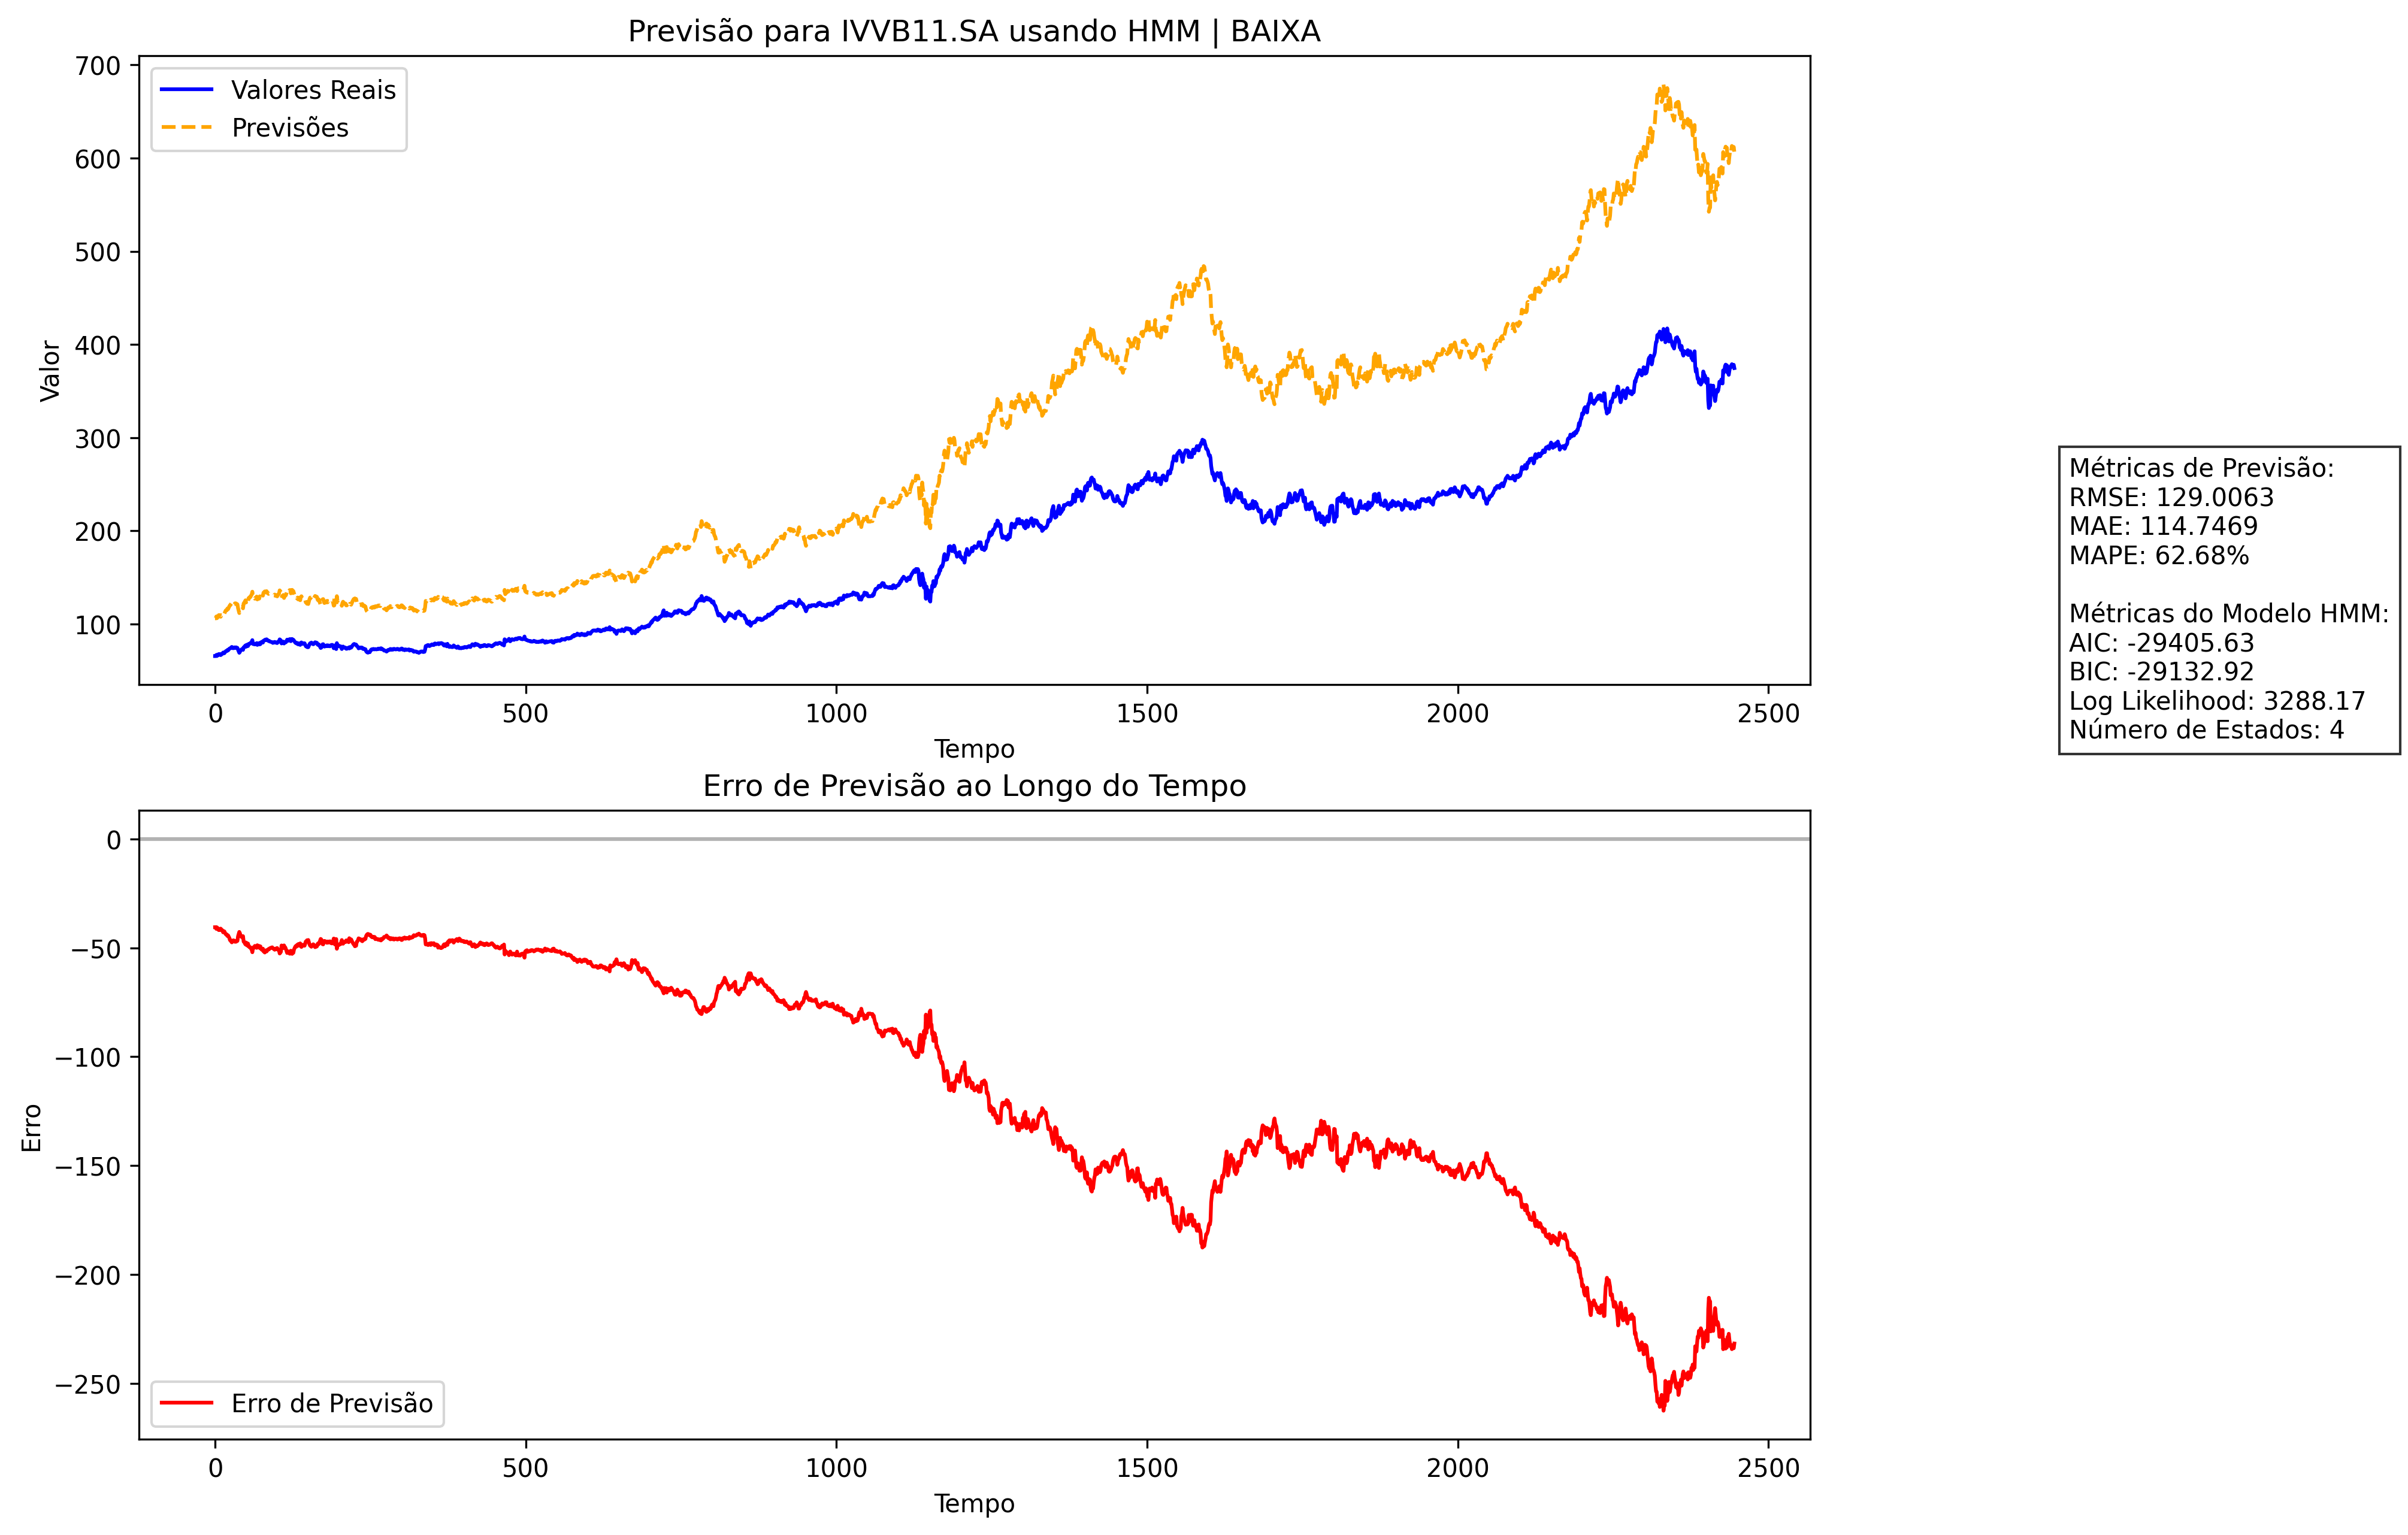 Previsão para IVVB11.SA usando HMM | BAIXA
Valores Reais
Previsões
Valor
700
600
500
400
300
200
100
0
500
1000
1500
2000
2500
Tempo
Métricas de Previsão:
RMSE: 129.0063
MAE: 114.7469
MAPE: 62.68%
Métricas do Modelo HMM:
AIC: -29405.63
BIC: -29132.92
Log Likelihood: 3288.17
Número de Estados: 4
Erro de Previsão ao Longo do Tempo
Erro
0
−50
−100
−150
−200
−250
Erro de Previsão
0
500
1000
1500
2000
2500
Tempo